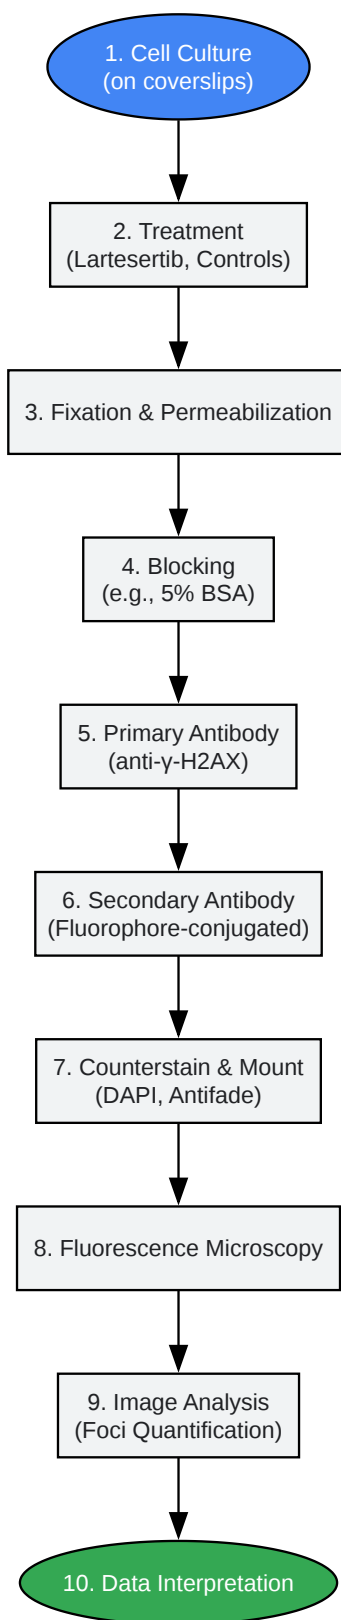 1. Cell Culture
(on coverslips)
2. Treatment
(Lartesertib, Controls)
3. Fixation & Permeabilization
4. Blocking
(e.g., 5% BSA)
5. Primary Antibody
(anti-γ-H2AX)
6. Secondary Antibody
(Fluorophore-conjugated)
7. Counterstain & Mount
(DAPI, Antifade)
8. Fluorescence Microscopy
9. Image Analysis
(Foci Quantification)
10. Data Interpretation